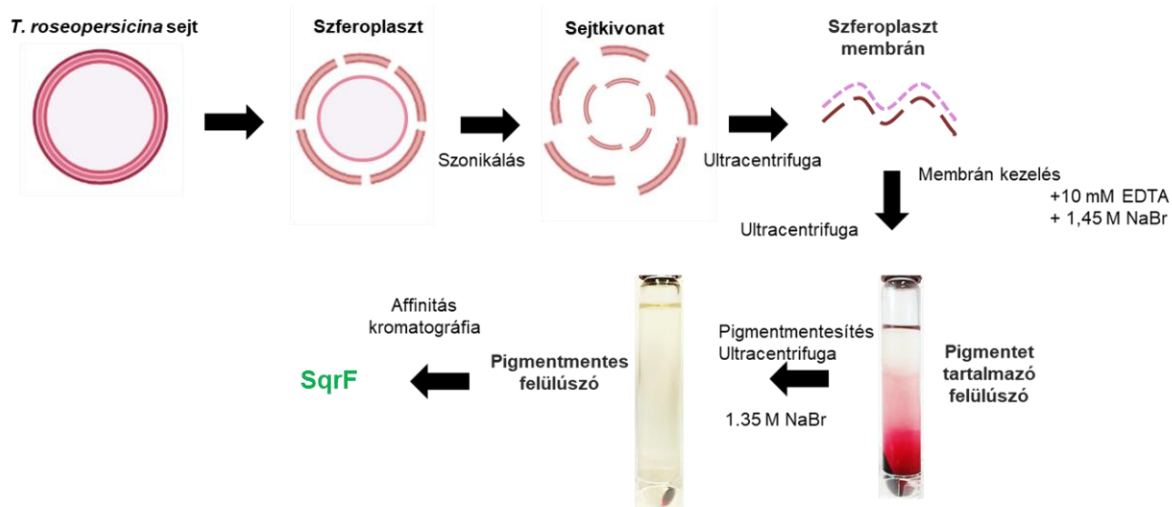 T. roseopersicina sejt
Szferoplaszt
Sejtkivonat
Szferoplaszt
membrán
Szonikálás
Ultracentrifuga
Membrán kezelés
+10 mM EDTA
+ 1,45 M NaBr
Ultracentrifuga
Pigmentet
tartalmazó
felülúszó
Pigmentmentesítés
Ultracentrifuga
1.35 M NaBr
Pigmentmentes
felülúszó
Affinitás
kromatográfia
SqrF